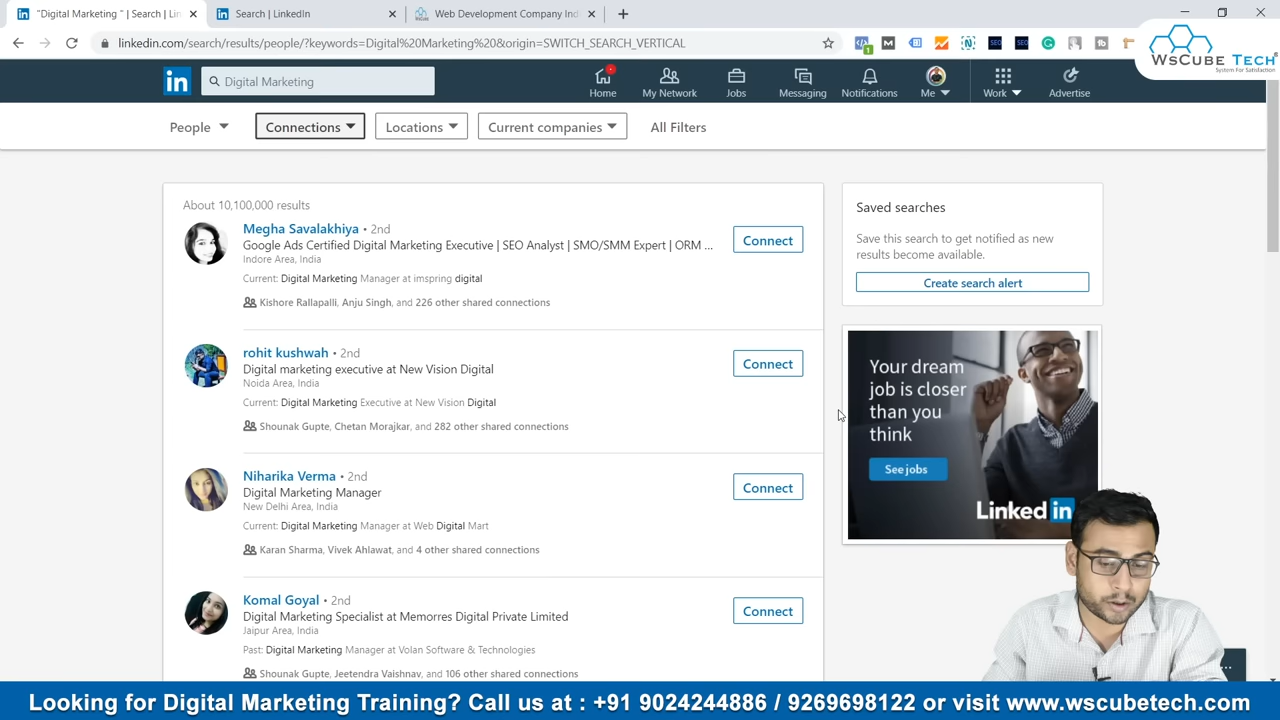 "Digital Marketing " | Search | Lin
Search | LinkedIn
Web Development Company Ind
linkedin.com/search/results/people/?keywords=Digital%20Marketing%20&origin=SWITCH_SEARCH_VERTICAL
WsCube Tech
System For Satisfaction
in
Digital Marketing
Home
My Network
Jobs
Messaging
Notifications
Me
Work
Advertise
People
Connections
Locations
Current companies
All Filters
About 10,100,000 results
Megha Savalakhiya • 2nd
Google Ads Certified Digital Marketing Executive | SEO Analyst | SMO/SMM Expert | ORM ...
Indore Area, India
Current: Digital Marketing Manager at imspring digital
Kishore Rallapalli, Anju Singh, and 226 other shared connections
Connect
rohit kushwah • 2nd
Digital marketing executive at New Vision Digital
Noida Area, India
Current: Digital Marketing Executive at New Vision Digital
Shounak Gupte, Chetan Morajkar, and 282 other shared connections
Connect
Niharika Verma • 2nd
Digital Marketing Manager
New Delhi Area, India
Current: Digital Marketing Manager at Web Digital Mart
Karan Sharma, Vivek Ahlawat, and 4 other shared connections
Connect
Komal Goyal • 2nd
Digital Marketing Specialist at Memorres Digital Private Limited
Jaipur Area, India
Past: Digital Marketing Manager at Volan Software & Technologies
Shounak Gupte, Jeetendra Vaishnav, and 106 other shared connections
Connect
Saved searches
Save this search to get notified as new
results become available.
Create search alert
Your dream
job is closer
than you
think
See jobs
Linked in
Looking for Digital Marketing Training? Call us at : +91 9024244886 / 9269698122 or visit www.wscubetech.com